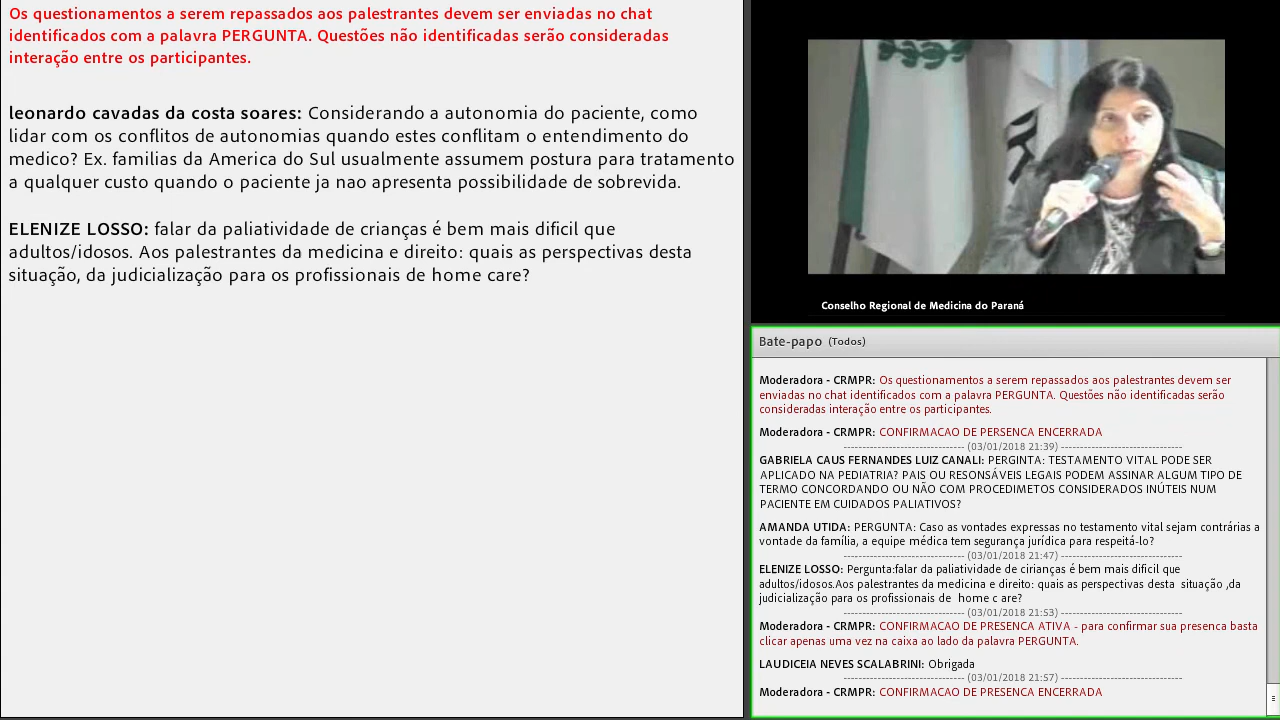 Os questionamentos a serem repassados aos palestrantes devem ser enviadas no chat
identificados com a palavra PERGUNTA. Questões não identificadas serão consideradas
interação entre os participantes.
leonardo cavadas da costa soares: Considerando a autonomia do paciente, como
lidar com os conflitos de autonomias quando estes conflitam o entendimento do
medico? Ex. familias da America do Sul usualmente assumem postura para tratamento
a qualquer custo quando o paciente ja nao apresenta possibilidade de sobrevida.
ELENIZE LOSSO: falar da paliatividade de crianças é bem mais dificil que
adultos/idosos. Aos palestrantes da medicina e direito: quais as perspectivas desta
situação, da judicialização para os profissionais de home care?
Conselho Regional de Medicina do Paraná
Bate-papo (Todos)
Moderadora - CRMPR: Os questionamentos a serem repassados aos palestrantes devem ser
enviadas no chat identificados com a palavra PERGUNTA. Questões não identificadas serão
consideradas interação entre os participantes.
Moderadora - CRMPR: CONFIRMACAO DE PERSENCA ENCERRADA
------------------------------ (03/01/2018 21:39) ------------------------------
GABRIELA CAUS FERNANDES LUIZ CANALI: PERGINTA: TESTAMENTO VITAL PODE SER
APLICADO NA PEDIATRIA? PAIS OU RESONSÁVEIS LEGAIS PODEM ASSINAR ALGUM TIPO DE
TERMO CONCORDANDO OU NÃO COM PROCEDIMETOS CONSIDERADOS INÚTEIS NUM
PACIENTE EM CUIDADOS PALIATIVOS?
AMANDA UTIDA: PERGUNTA: Caso as vontades expressas no testamento vital sejam contrárias a
vontade da família, a equipe médica tem segurança jurídica para respeitá-lo?
------------------------------ (03/01/2018 21:47) ------------------------------
ELENIZE LOSSO: Pergunta:falar da paliatividade de cirianças é bem mais dificil que
adultos/idosos.Aos palestrantes da medicina e direito: quais as perspectivas desta situação ,da
judicialização para os profissionais de home c are?
------------------------------ (03/01/2018 21:53) ------------------------------
Moderadora - CRMPR: CONFIRMACAO DE PRESENCA ATIVA - para confirmar sua presenca basta
clicar apenas uma vez na caixa ao lado da palavra PERGUNTA.
LAUDICEIA NEVES SCALABRINI: Obrigada
------------------------------ (03/01/2018 21:57) ------------------------------
Moderadora - CRMPR: CONFIRMACAO DE PRESENCA ENCERRADA